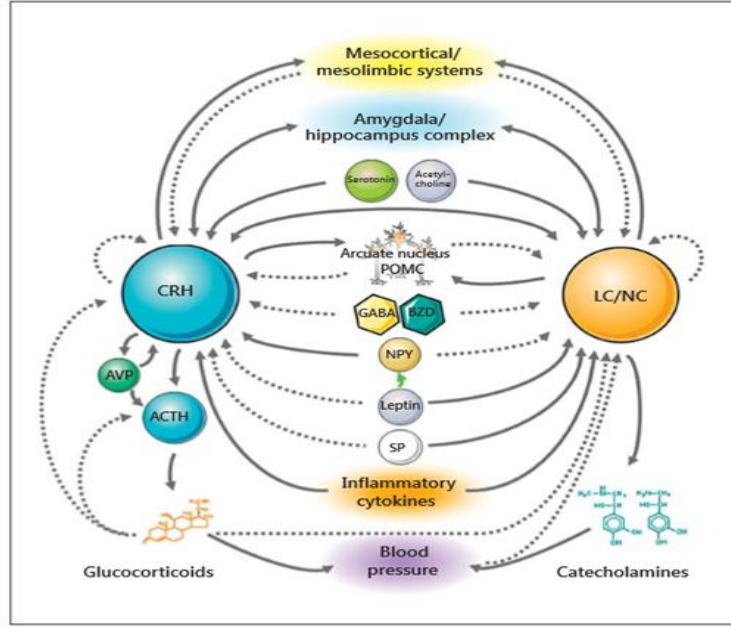 Mesocortical/
mesolimbic systems
Amygdala/
hippocampus complex
Serotonin
Acetyl-
choline
Arcuate nucleus
POMC
CRH
LC/NC
GABA
BZD
NPY
AVP
Leptin
ACTH
SP
Inflammatory
cytokines
Blood
pressure
Glucocorticoids
Catecholamines